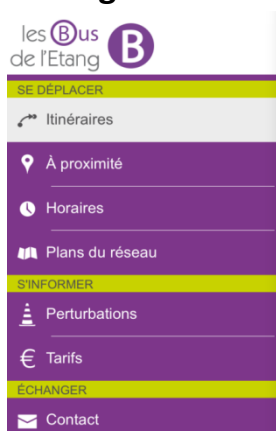 les Bus
de l'Etang B
SE DÉPLACER
Itinéraires
À proximité
Horaires
Plans du réseau
S'INFORMER
Perturbations
Tarifs
ÉCHANGER
Contact